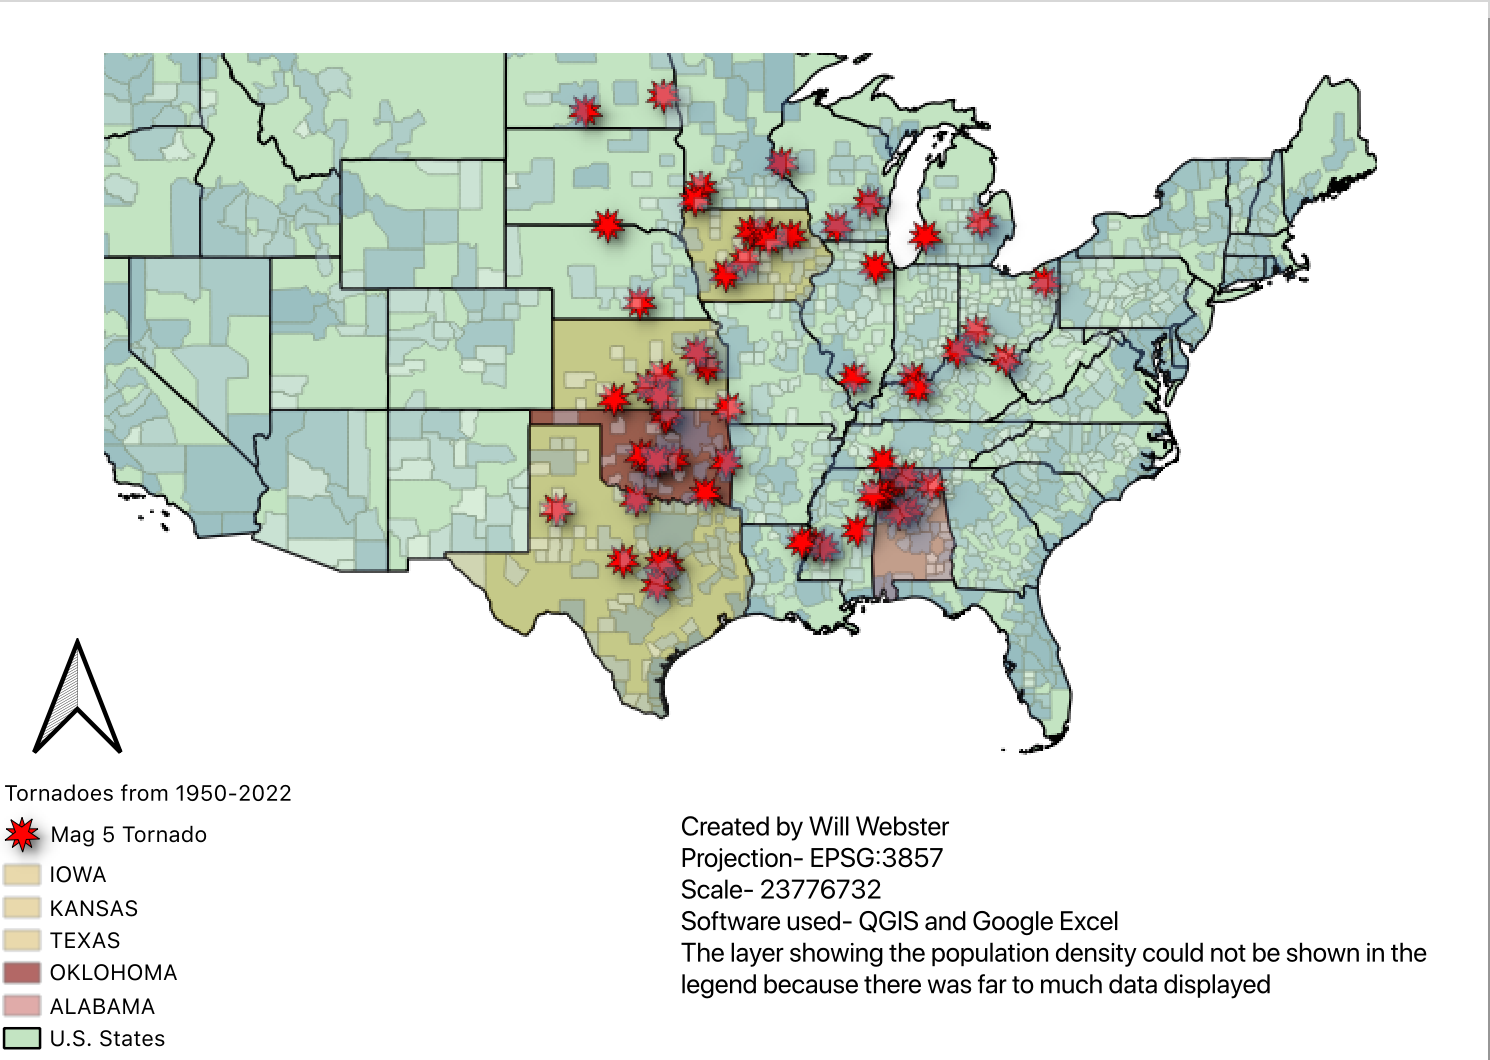 Tornadoes from 1950-2022
Mag 5 Tornado
IOWA
KANSAS
TEXAS
OKLOHOMA
ALABAMA
U.S. States
Created by Will Webster
Projection- EPSG:3857
Scale- 23776732
Software used- QGIS and Google Excel
The layer showing the population density could not be shown in the
legend because there was far to much data displayed